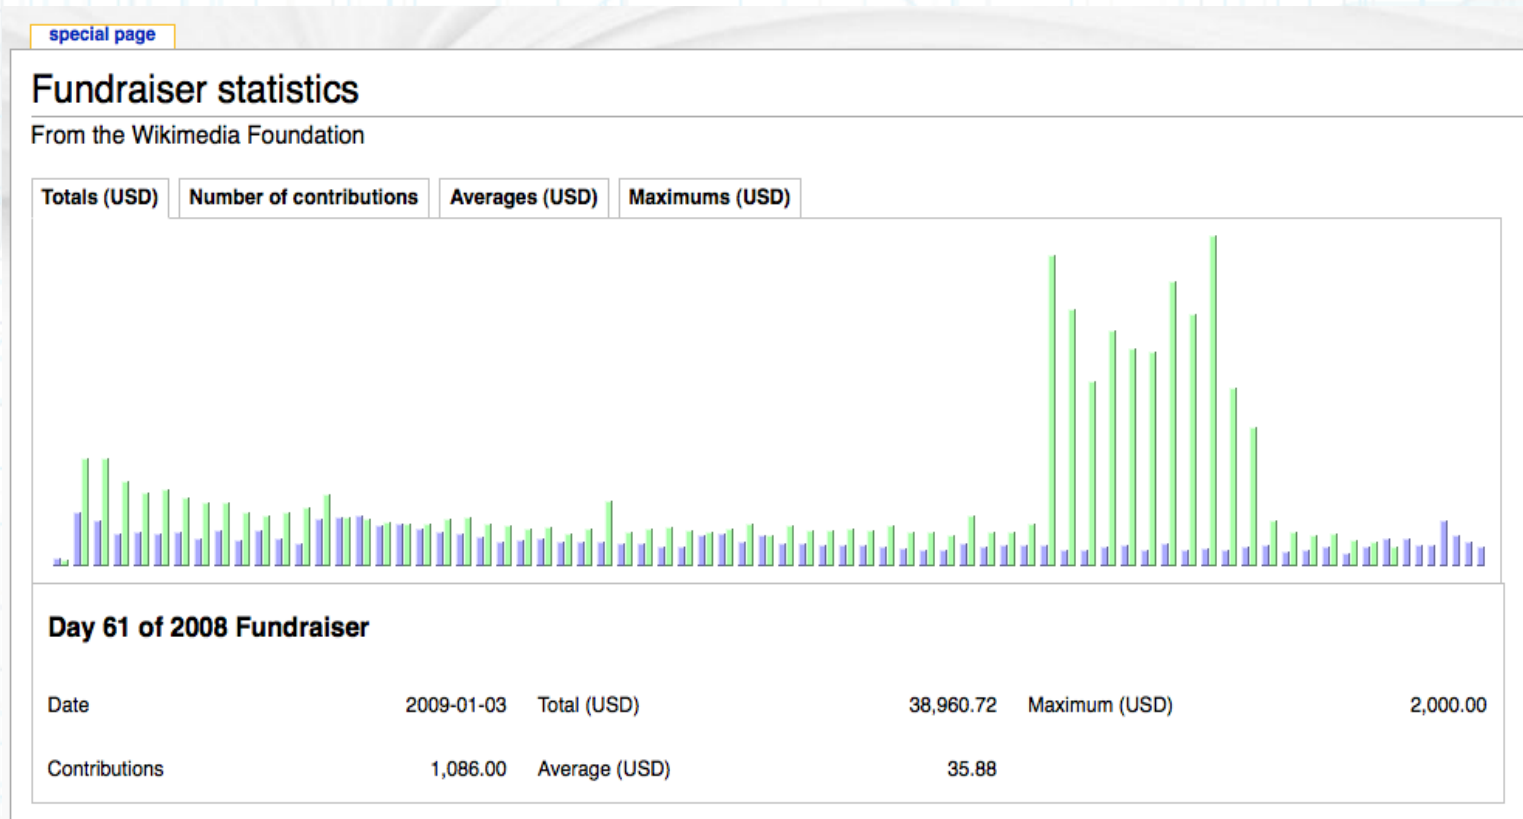 special page
Fundraiser statistics
From the Wikimedia Foundation
Totals (USD) Number of contributions Averages (USD) Maximums (USD)
Day 61 of 2008 Fundraiser
Date 2009-01-03 Total (USD) 38,960.72 Maximum (USD) 2,000.00
Contributions 1,086.00 Average (USD) 35.88